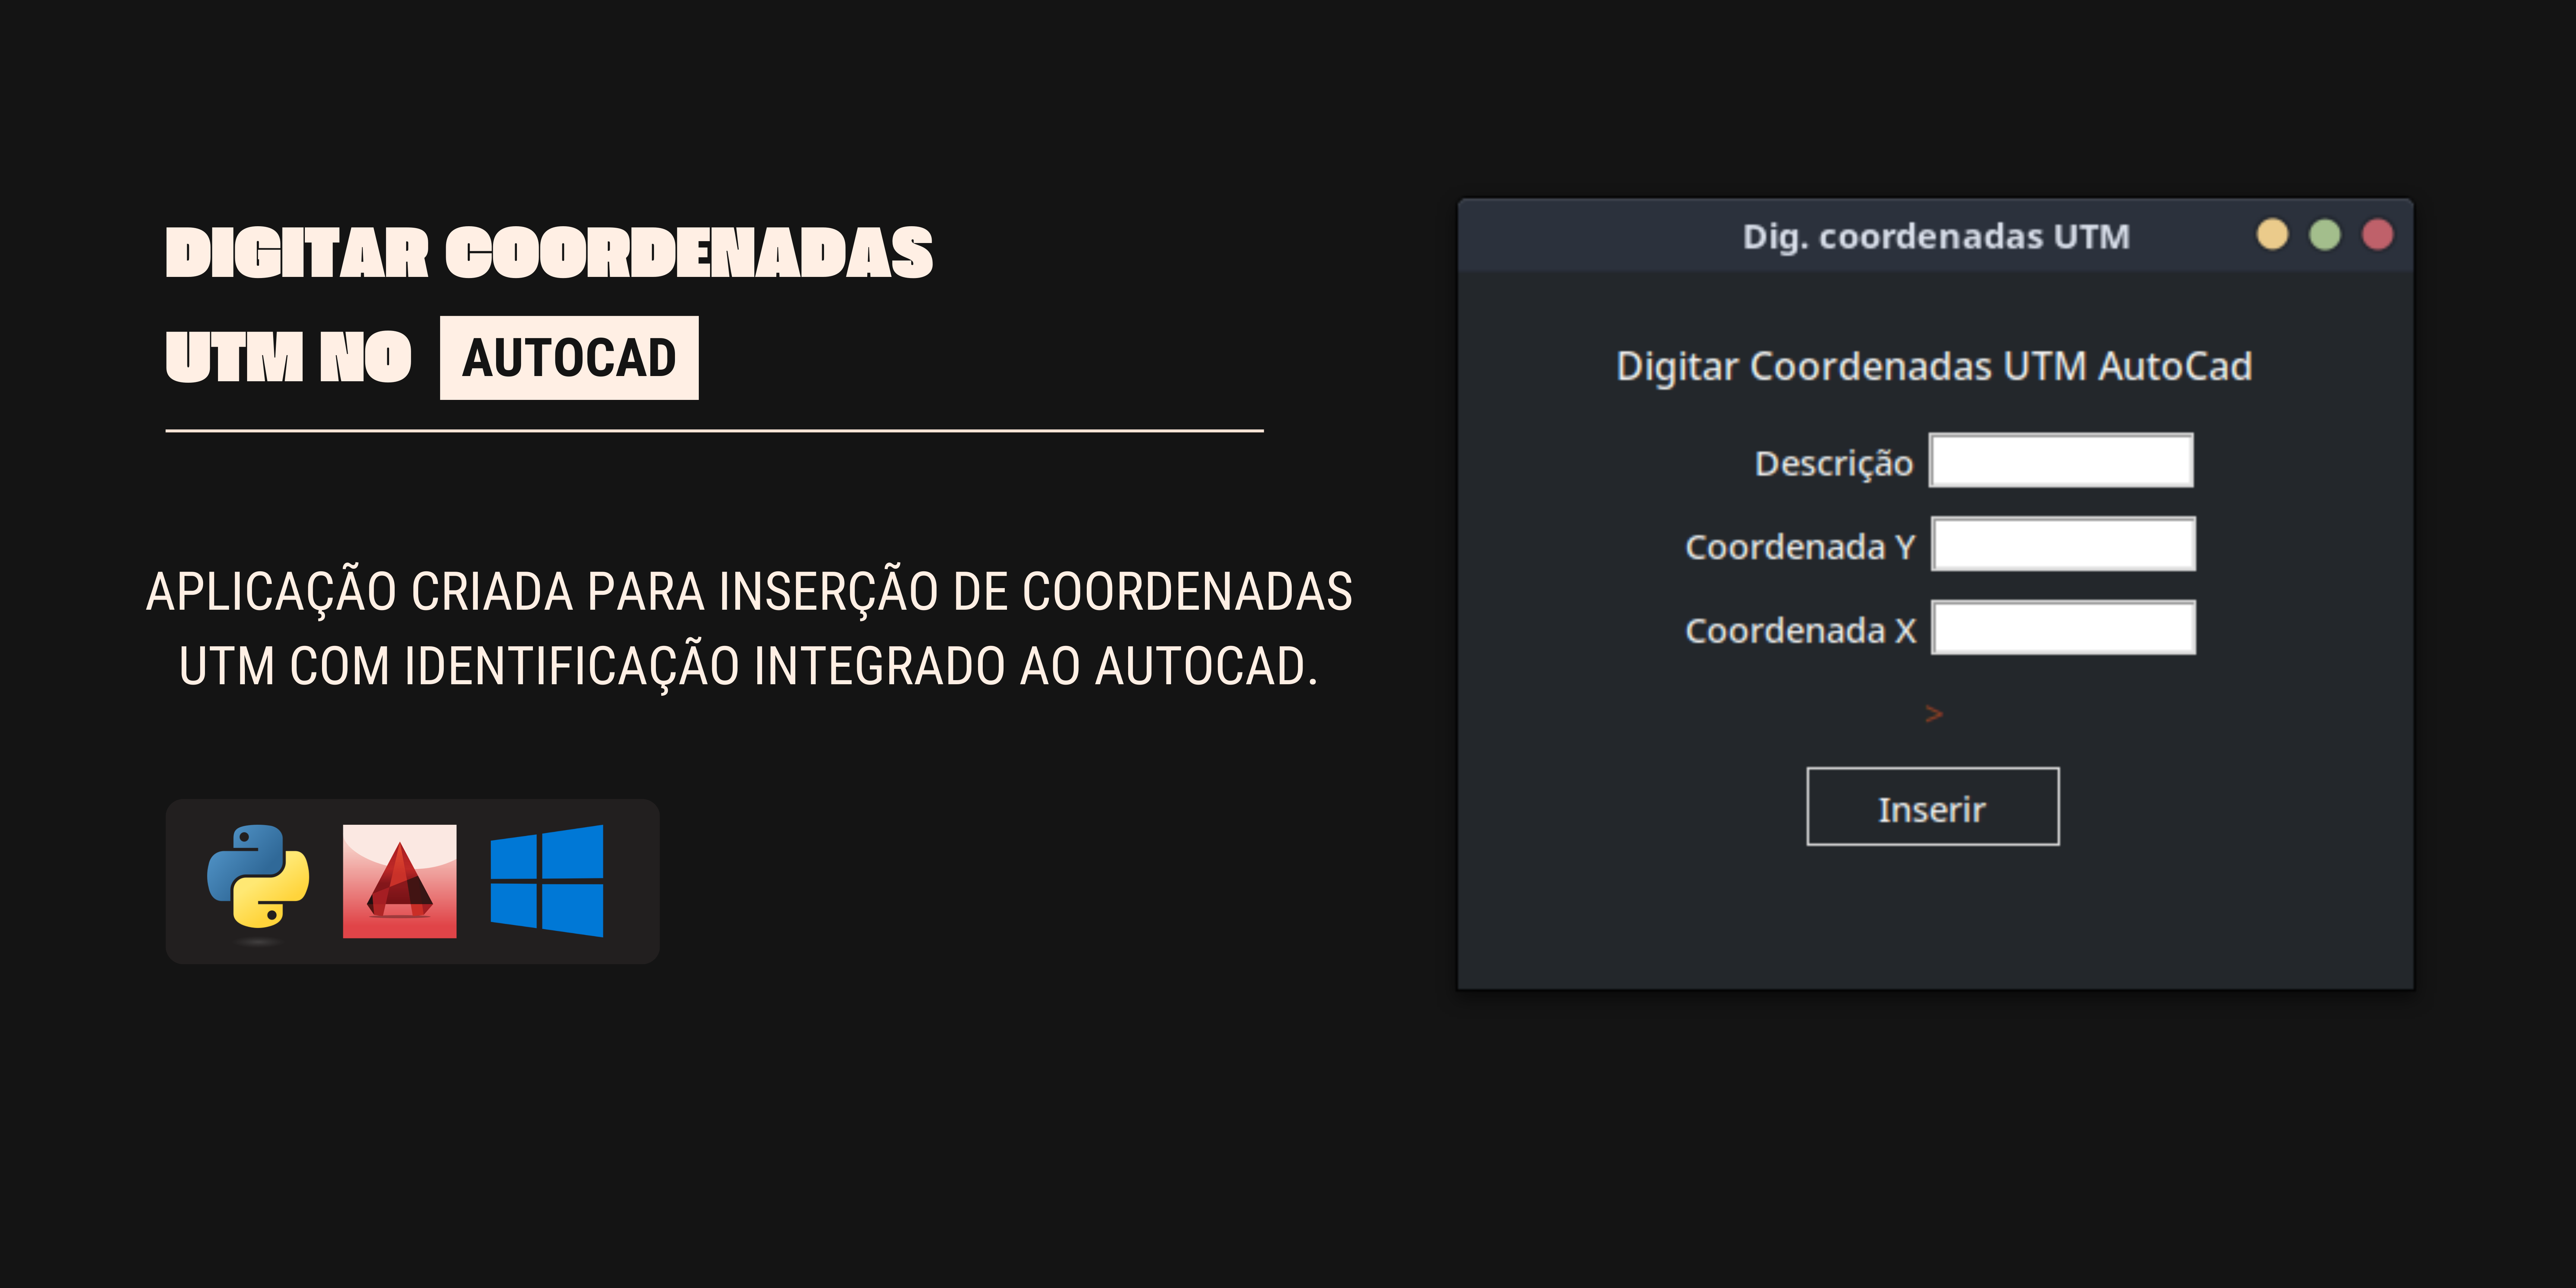 DIGITAR COORDENADAS
UTM NO AUTOCAD
APLICAÇÃO CRIADA PARA INSERÇÃO DE COORDENADAS
UTM COM IDENTIFICAÇÃO INTEGRADO AO AUTOCAD.
Dig. coordenadas UTM
Digitar Coordenadas UTM AutoCad
Descrição
Coordenada Y
Coordenada X
>
Inserir